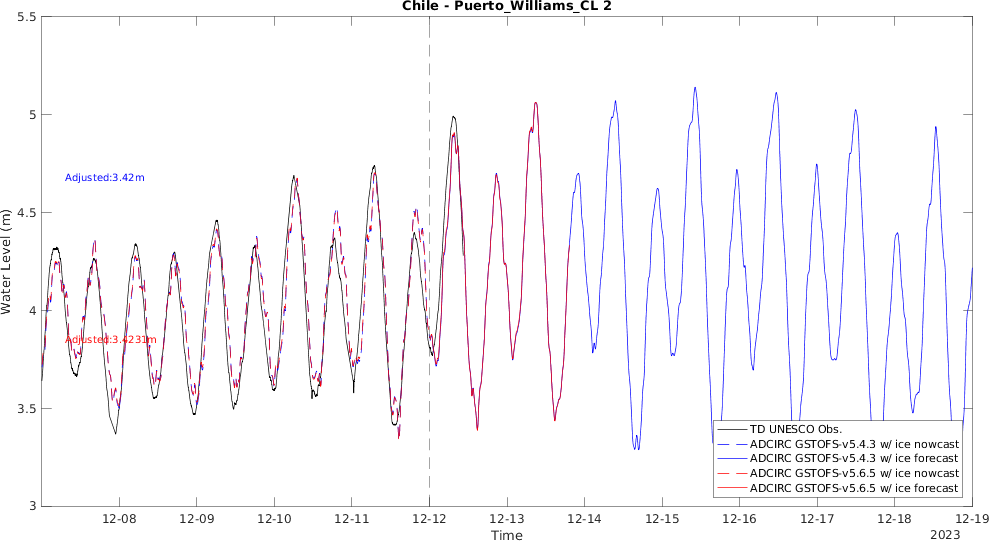 Chile - Puerto_Williams_CL 2
5.5
5
4.5
4
3.5
3
Water Level (m)
Adjusted:3.42m
Adjusted:3.4231m
TD UNESCO Obs.
ADCIRC GSTOFS-v5.4.3 w/ ice nowcast
ADCIRC GSTOFS-v5.4.3 w/ ice forecast
ADCIRC GSTOFS-v5.6.5 w/ ice nowcast
ADCIRC GSTOFS-v5.6.5 w/ ice forecast
12-08 12-09 12-10 12-11 12-12 12-13 12-14 12-15 12-16 12-17 12-18 12-19
Time
2023